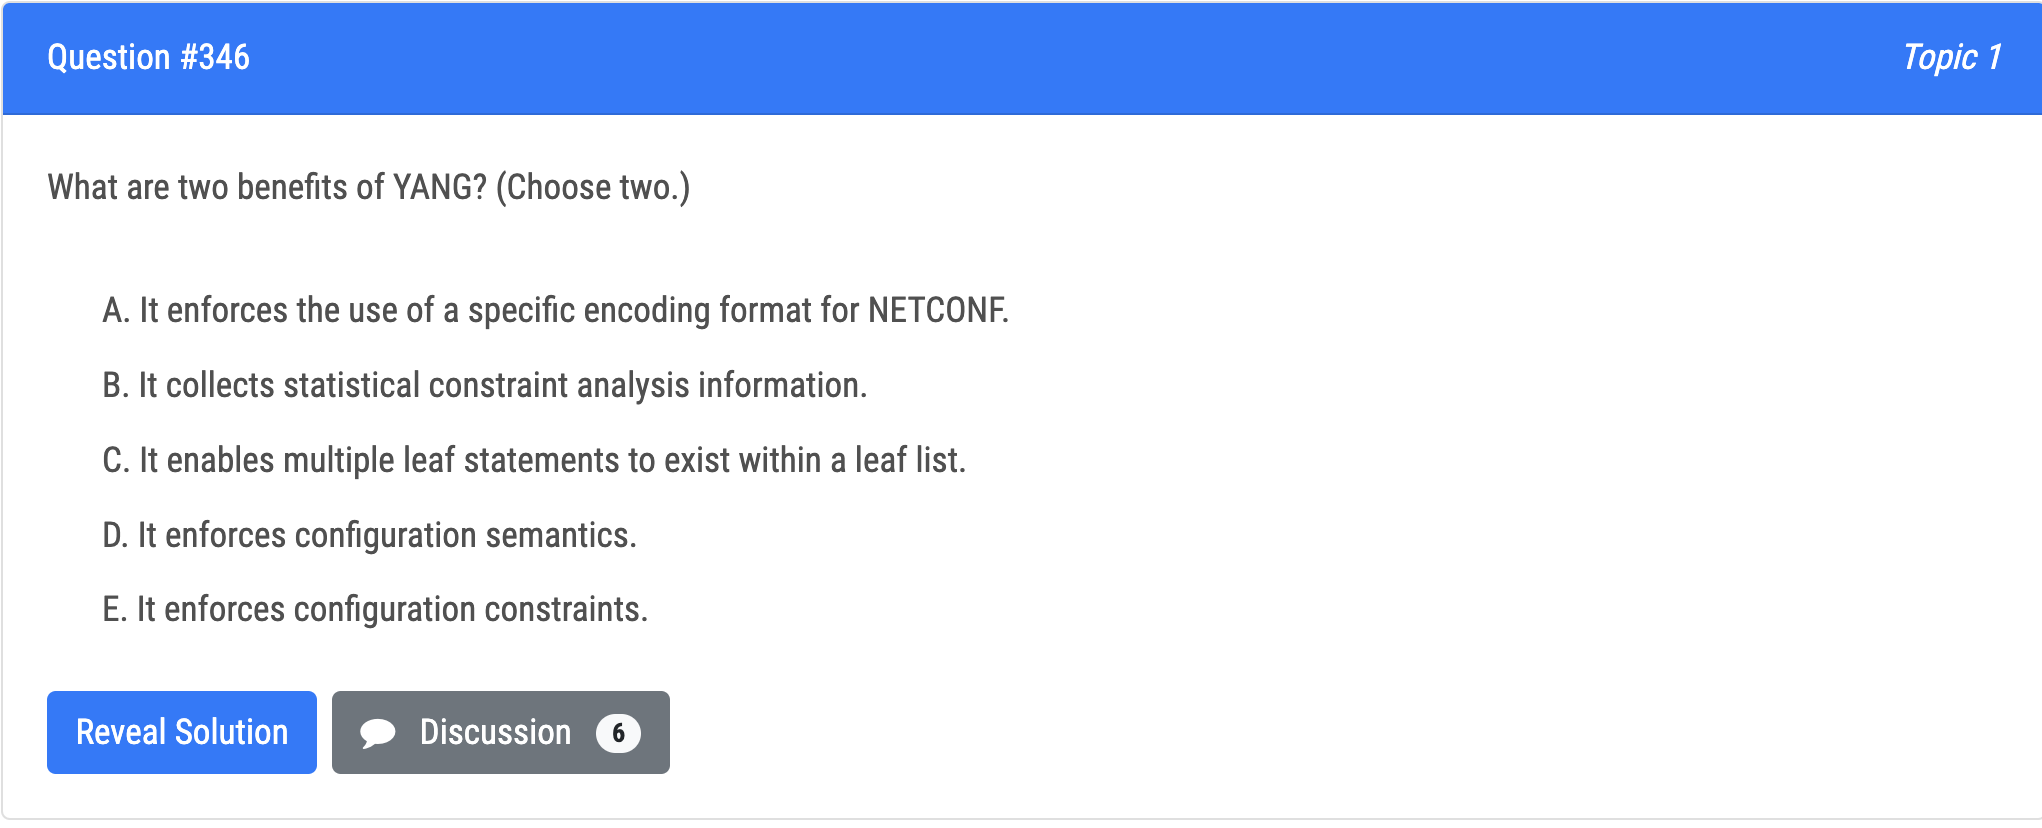 Question #346
Topic 1
What are two benefits of YANG? (Choose two.)
A. It enforces the use of a specific encoding format for NETCONF.
B. It collects statistical constraint analysis information.
C. It enables multiple leaf statements to exist within a leaf list.
D. It enforces configuration semantics.
E. It enforces configuration constraints.
Reveal Solution
Discussion 6